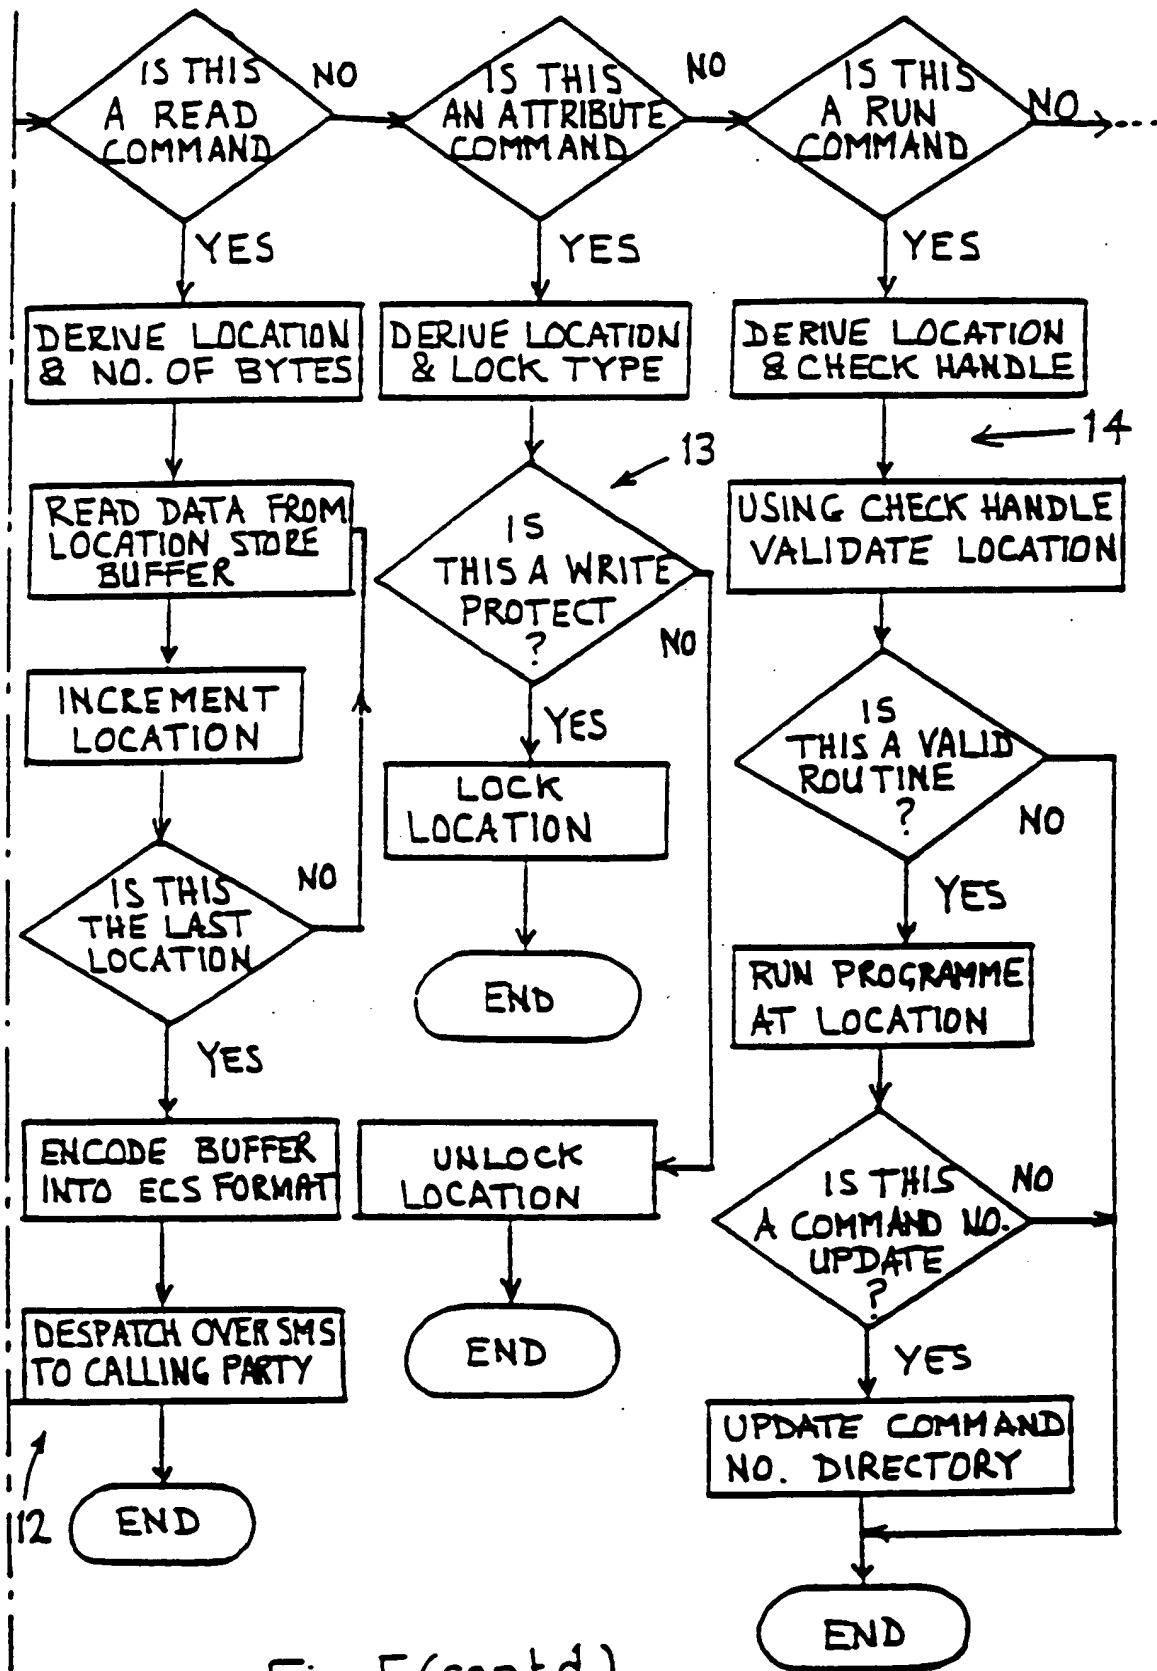 IS THIS
A READ
COMMAND
NO
IS THIS
AN ATTRIBUTE
COMMAND
NO
IS THIS
A RUN
COMMAND
NO
YES
YES
YES
DERIVE LOCATION
& NO. OF BYTES
DERIVE LOCATION
& LOCK TYPE
DERIVE LOCATION
& CHECK HANDLE
13
14
READ DATA FROM
LOCATION STORE
BUFFER
IS
THIS A WRITE
PROTECT
?
NO
USING CHECK HANDLE
VALIDATE LOCATION
INCREMENT
LOCATION
YES
LOCK
LOCATION
IS
THIS A VALID
ROUTINE
?
NO
IS THIS
THE LAST
LOCATION
NO
YES
END
YES
RUN PROGRAMME
AT LOCATION
ENCODE BUFFER
INTO ECS FORMAT
UNLOCK
LOCATION
IS THIS
A COMMAND NO.
UPDATE
?
NO
DESPATCH OVER SMS
TO CALLING PARTY
END
YES
UPDATE COMMAND
NO. DIRECTORY
12
END
END
Fig. 5 (contd.)